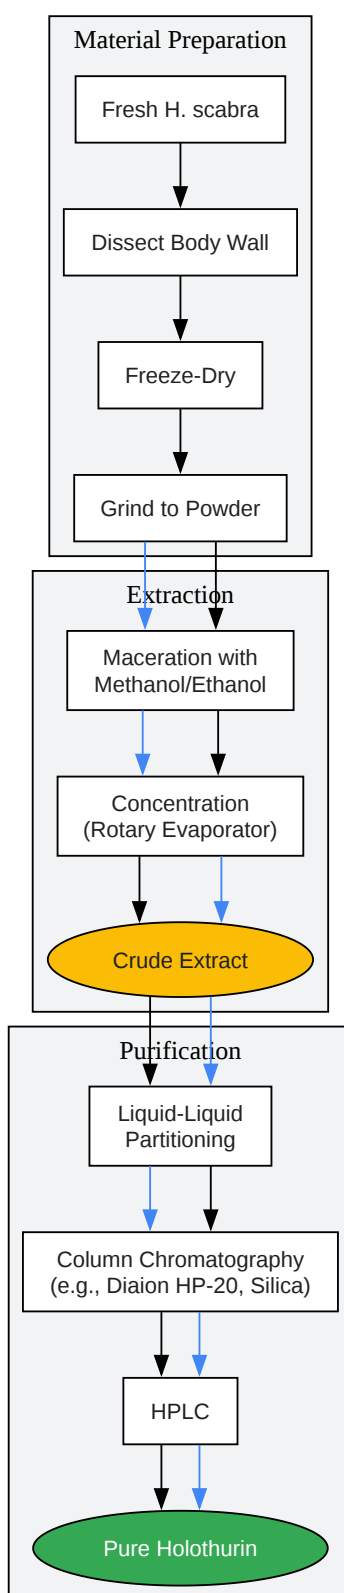 Material Preparation
Fresh H. scabra
Dissect Body Wall
Freeze-Dry
Grind to Powder
Extraction
Maceration with
Methanol/Ethanol
Concentration
(Rotary Evaporator)
Crude Extract
Purification
Liquid-Liquid
Partitioning
Column Chromatography
(e.g., Diaion HP-20, Silica)
HPLC
Pure Holothurin